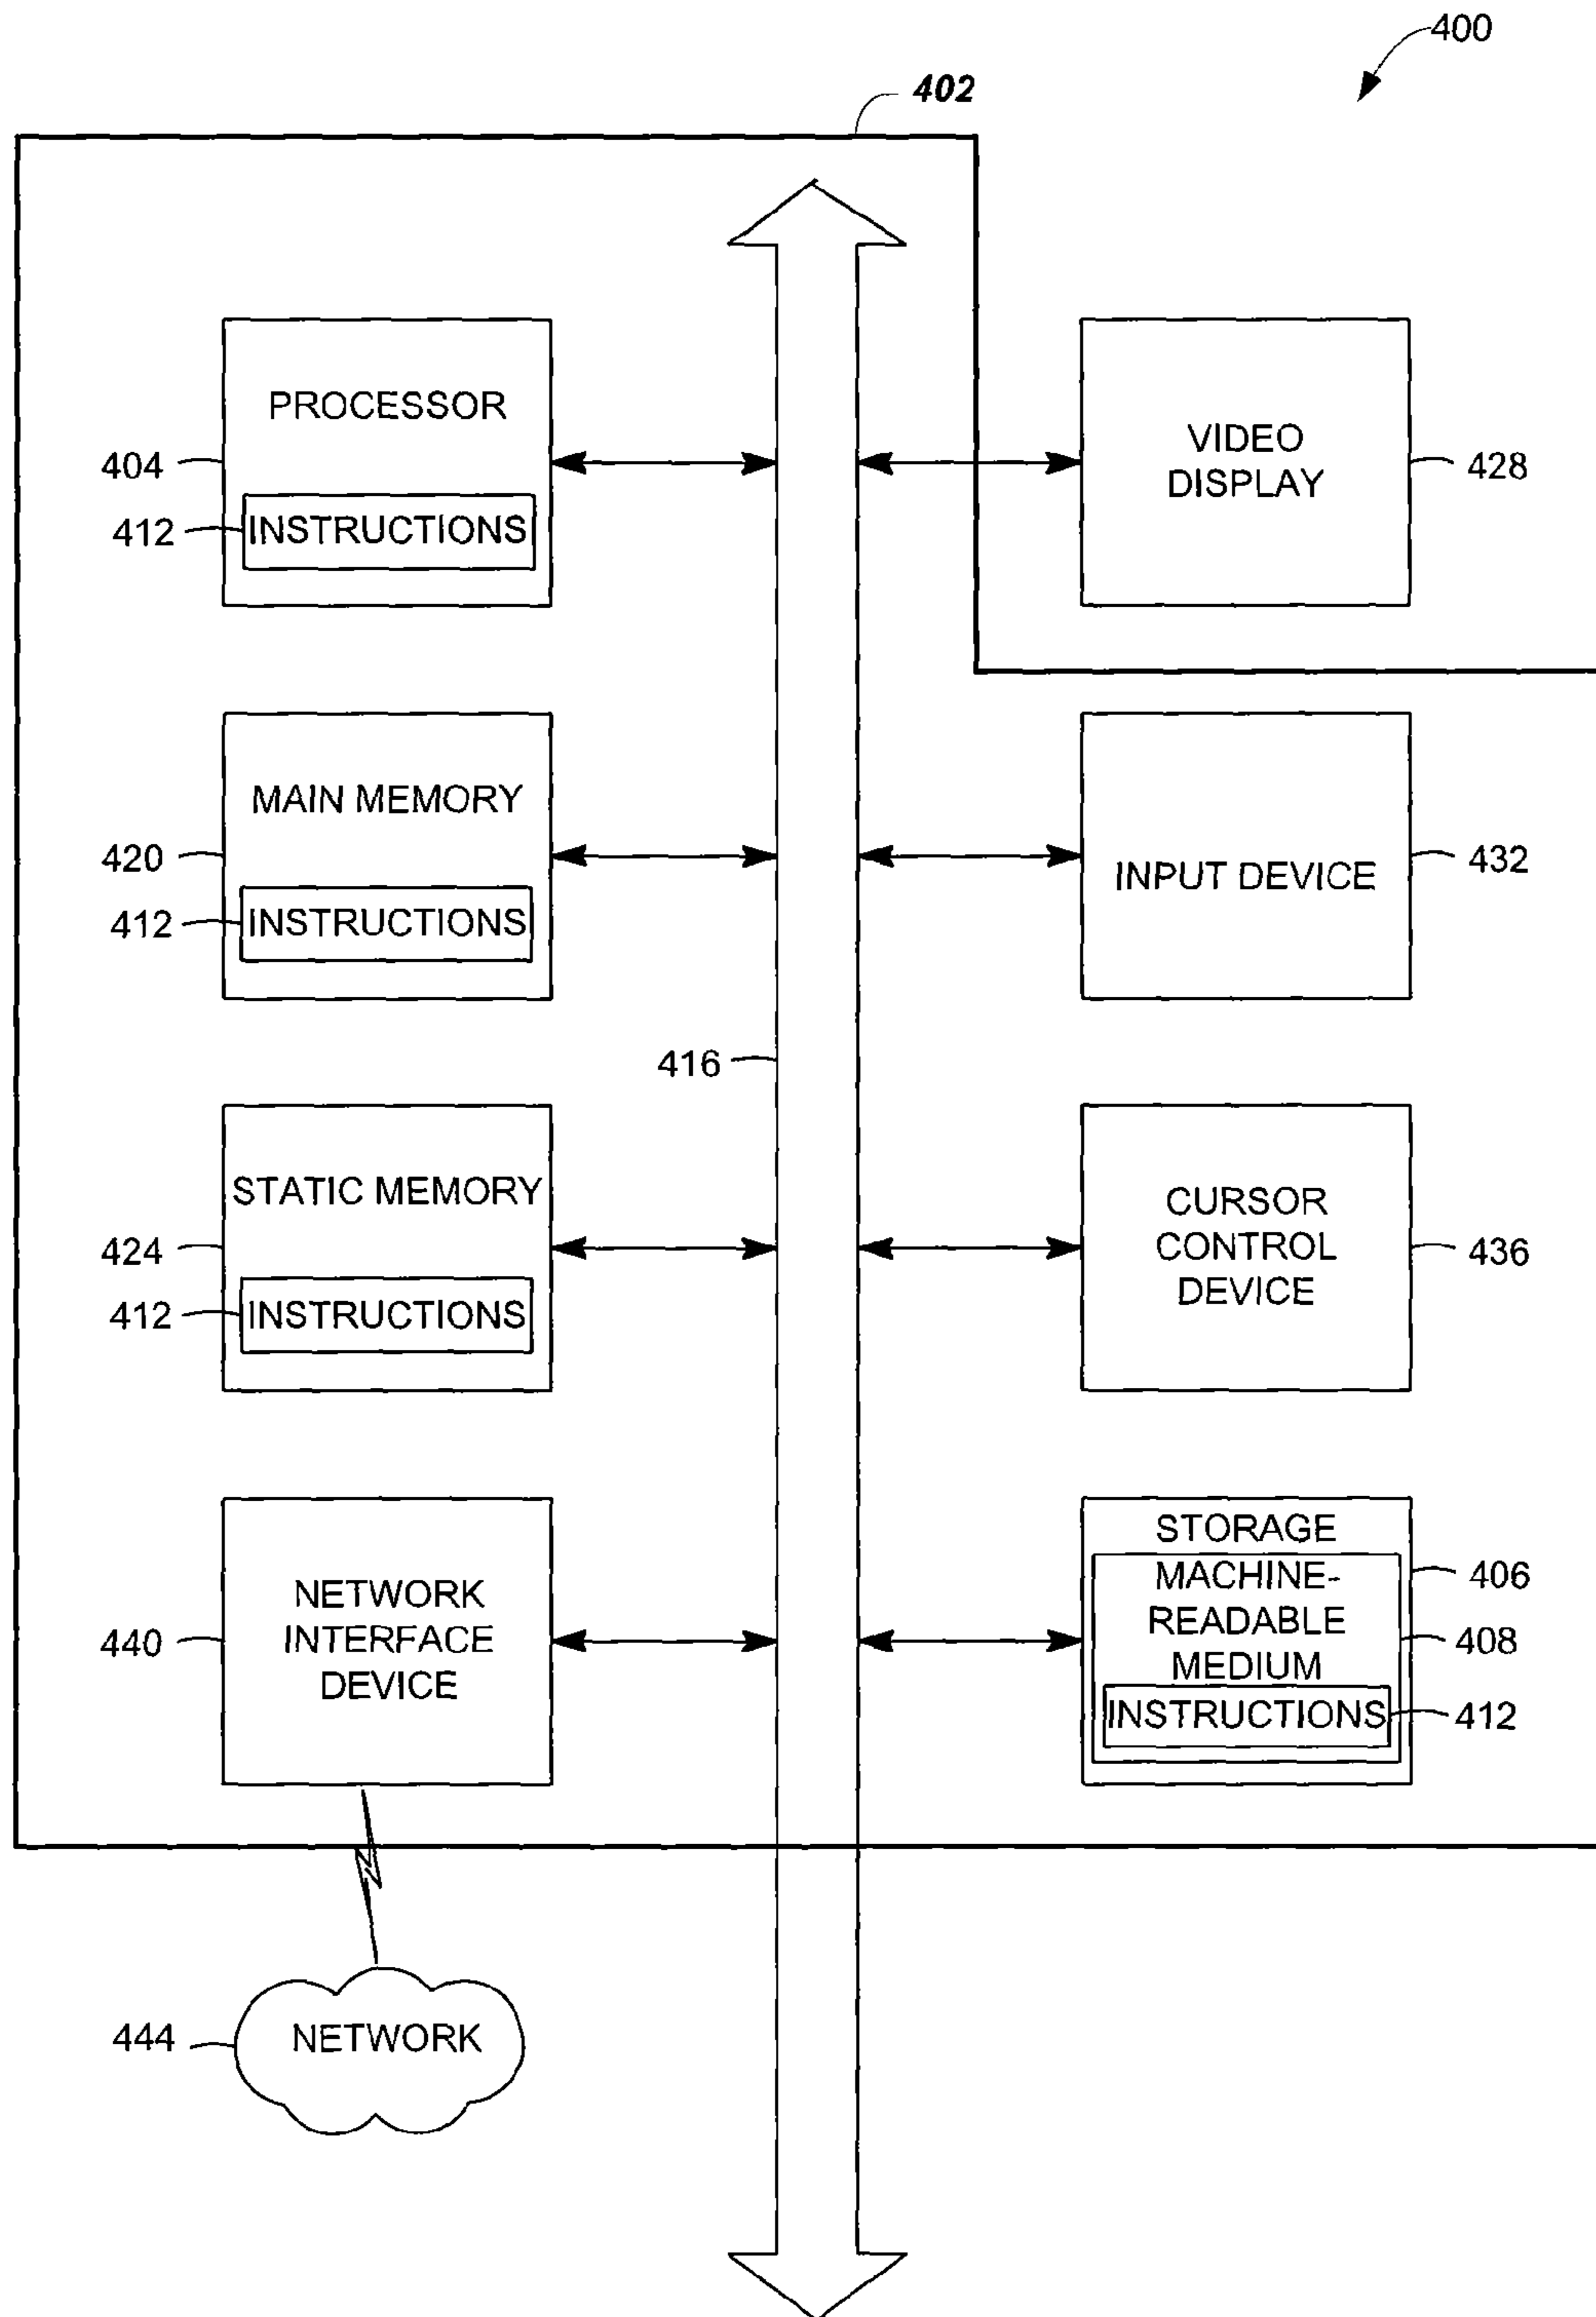 400
402
PROCESSOR
404
412
INSTRUCTIONS
VIDEO
DISPLAY
428
MAIN MEMORY
420
412
INSTRUCTIONS
INPUT DEVICE
432
416
STATIC MEMORY
424
412
INSTRUCTIONS
CURSOR
CONTROL
DEVICE
436
NETWORK
INTERFACE
DEVICE
440
STORAGE
406
MACHINE-
READABLE
MEDIUM
408
INSTRUCTIONS
412
444
NETWORK